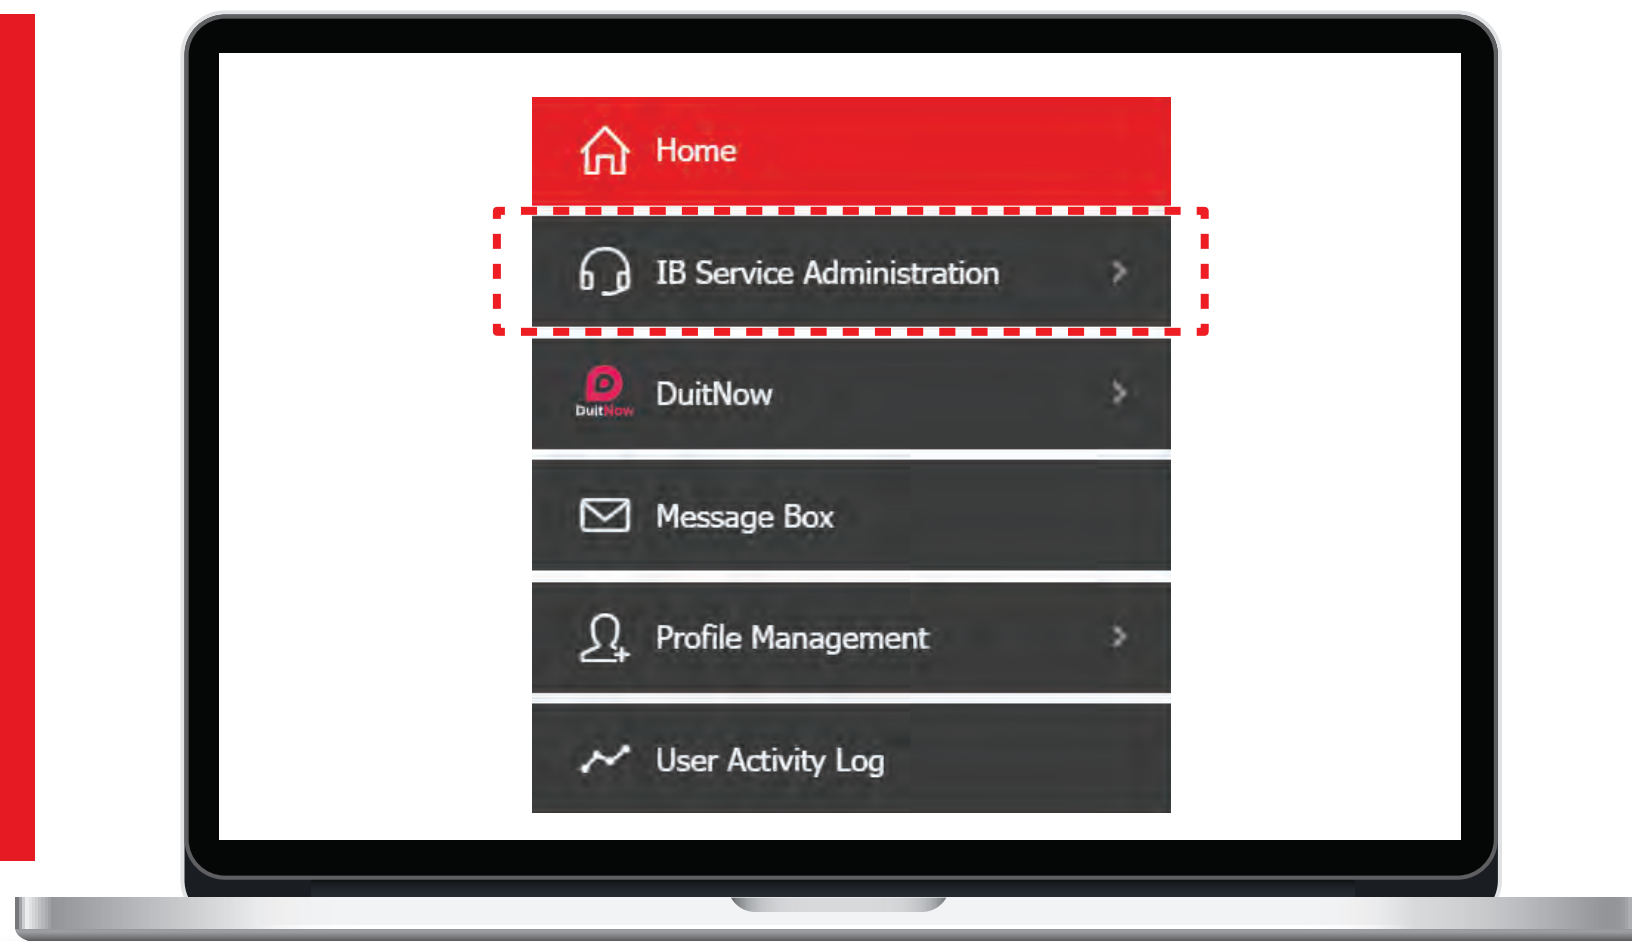 Home
IB Service Administration
DuitNow
DuitNow
Message Box
Profile Management
User Activity Log